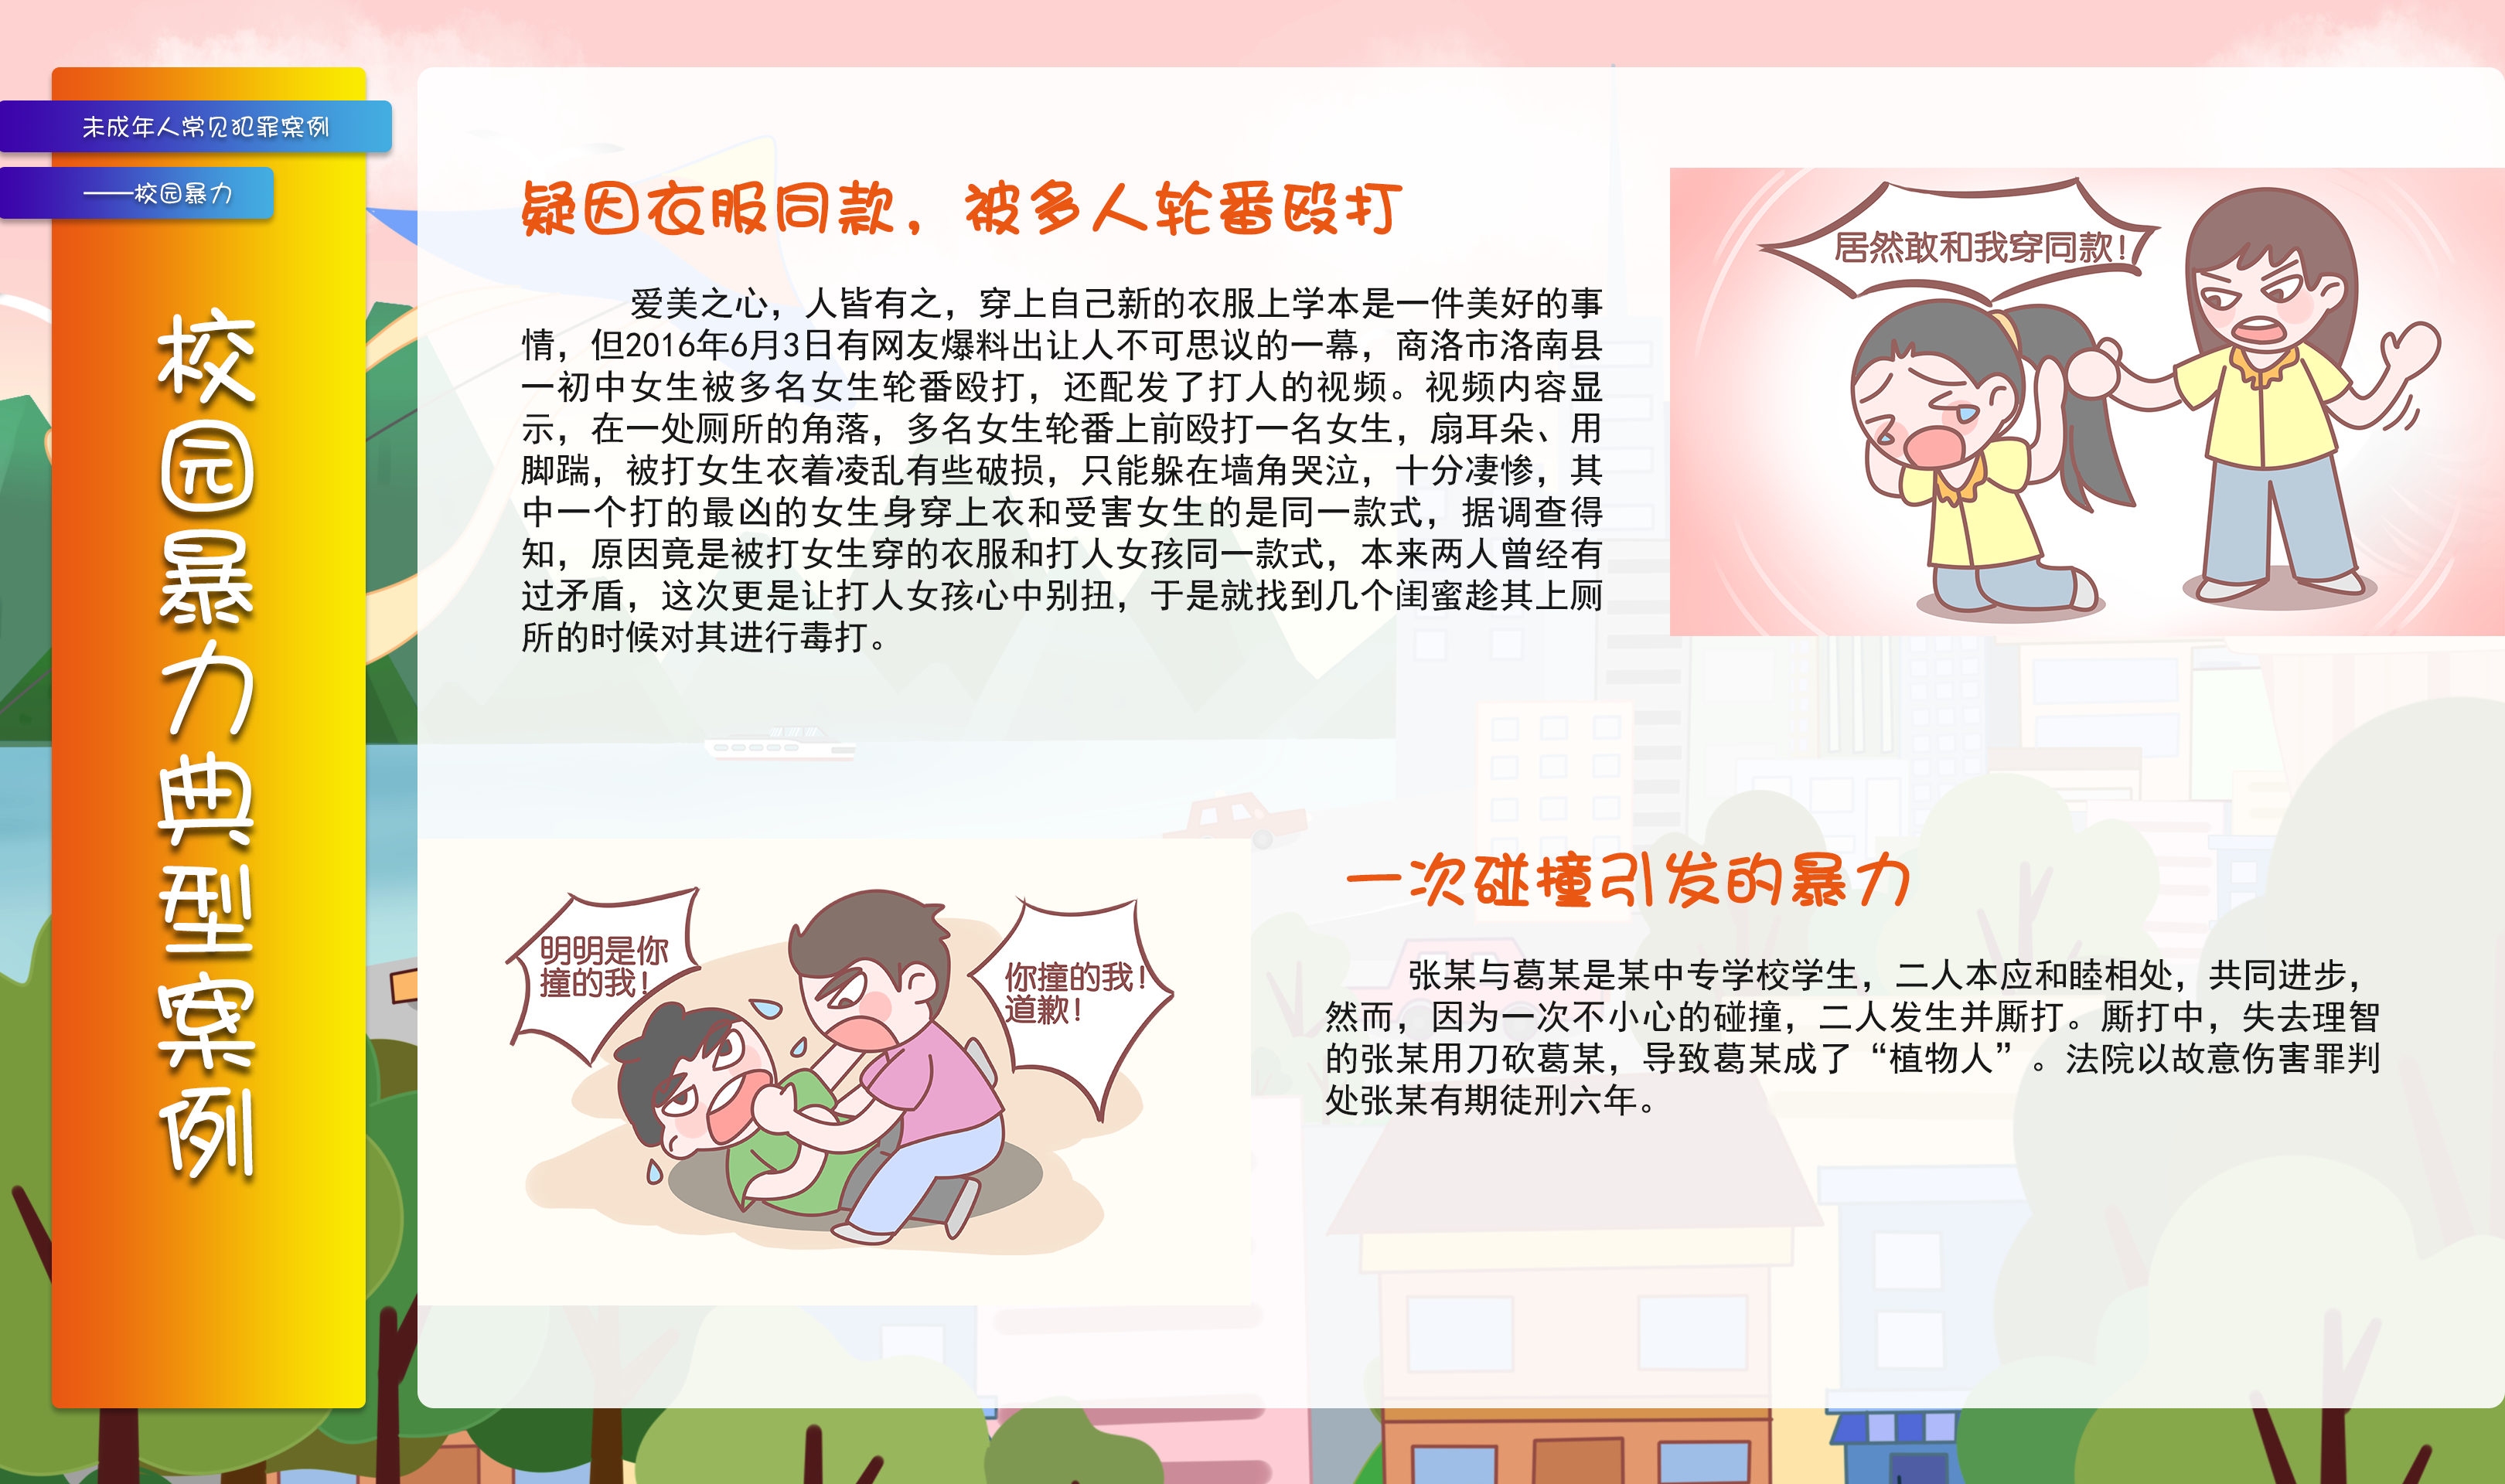 未成年人常见犯罪案例
——校园暴力
校园暴力典型案例
疑因衣服同款，被多人轮番殴打
爱美之心，人皆有之，穿上自己新的衣服上学本是一件美好的事
情，但2016年6月3日有网友爆料出让人不可思议的一幕，商洛市洛南县
一初中女生被多名女生轮番殴打，还配发了打人的视频。视频内容显
示，在一处厕所的角落，多名女生轮番上前殴打一名女生，扇耳朵、用
脚踹，被打女生衣着凌乱有些破损，只能躲在墙角哭泣，十分凄惨，其
中一个打的最凶的女生身穿上衣和受害女生的是同一款式，据调查得
知，原因竟是被打女生穿的衣服和打人女孩同一款式，本来两人曾经有
过矛盾，这次更是让打人女孩心中别扭，于是就找到几个闺蜜趁其上厕
所的时候对其进行毒打。
居然敢和我穿同款！
明明是你
撞的我！
你撞的我！
道歉！
一次碰撞引发的暴力
张某与葛某是某中专学校学生，二人本应和睦相处，共同进步，
然而，因为一次不小心的碰撞，二人发生并厮打。厮打中，失去理智
的张某用刀砍葛某，导致葛某成了“植物人”。法院以故意伤害罪判
处张某有期徒刑六年。